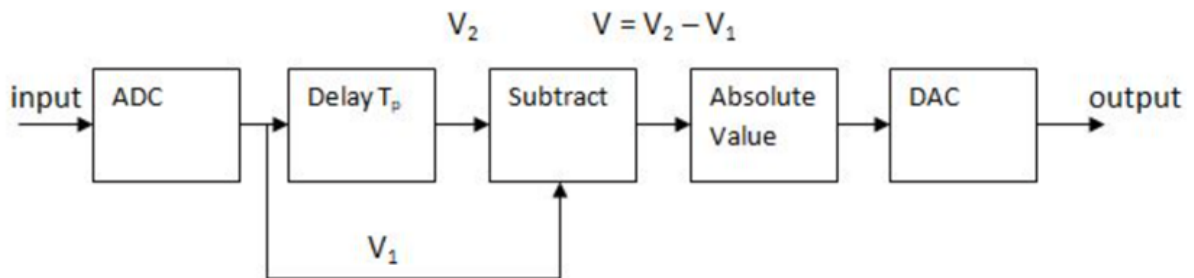 V₂
V = V₂ – V₁
input
ADC
Delay Tₚ
Subtract
Absolute
Value
DAC
output
V₁